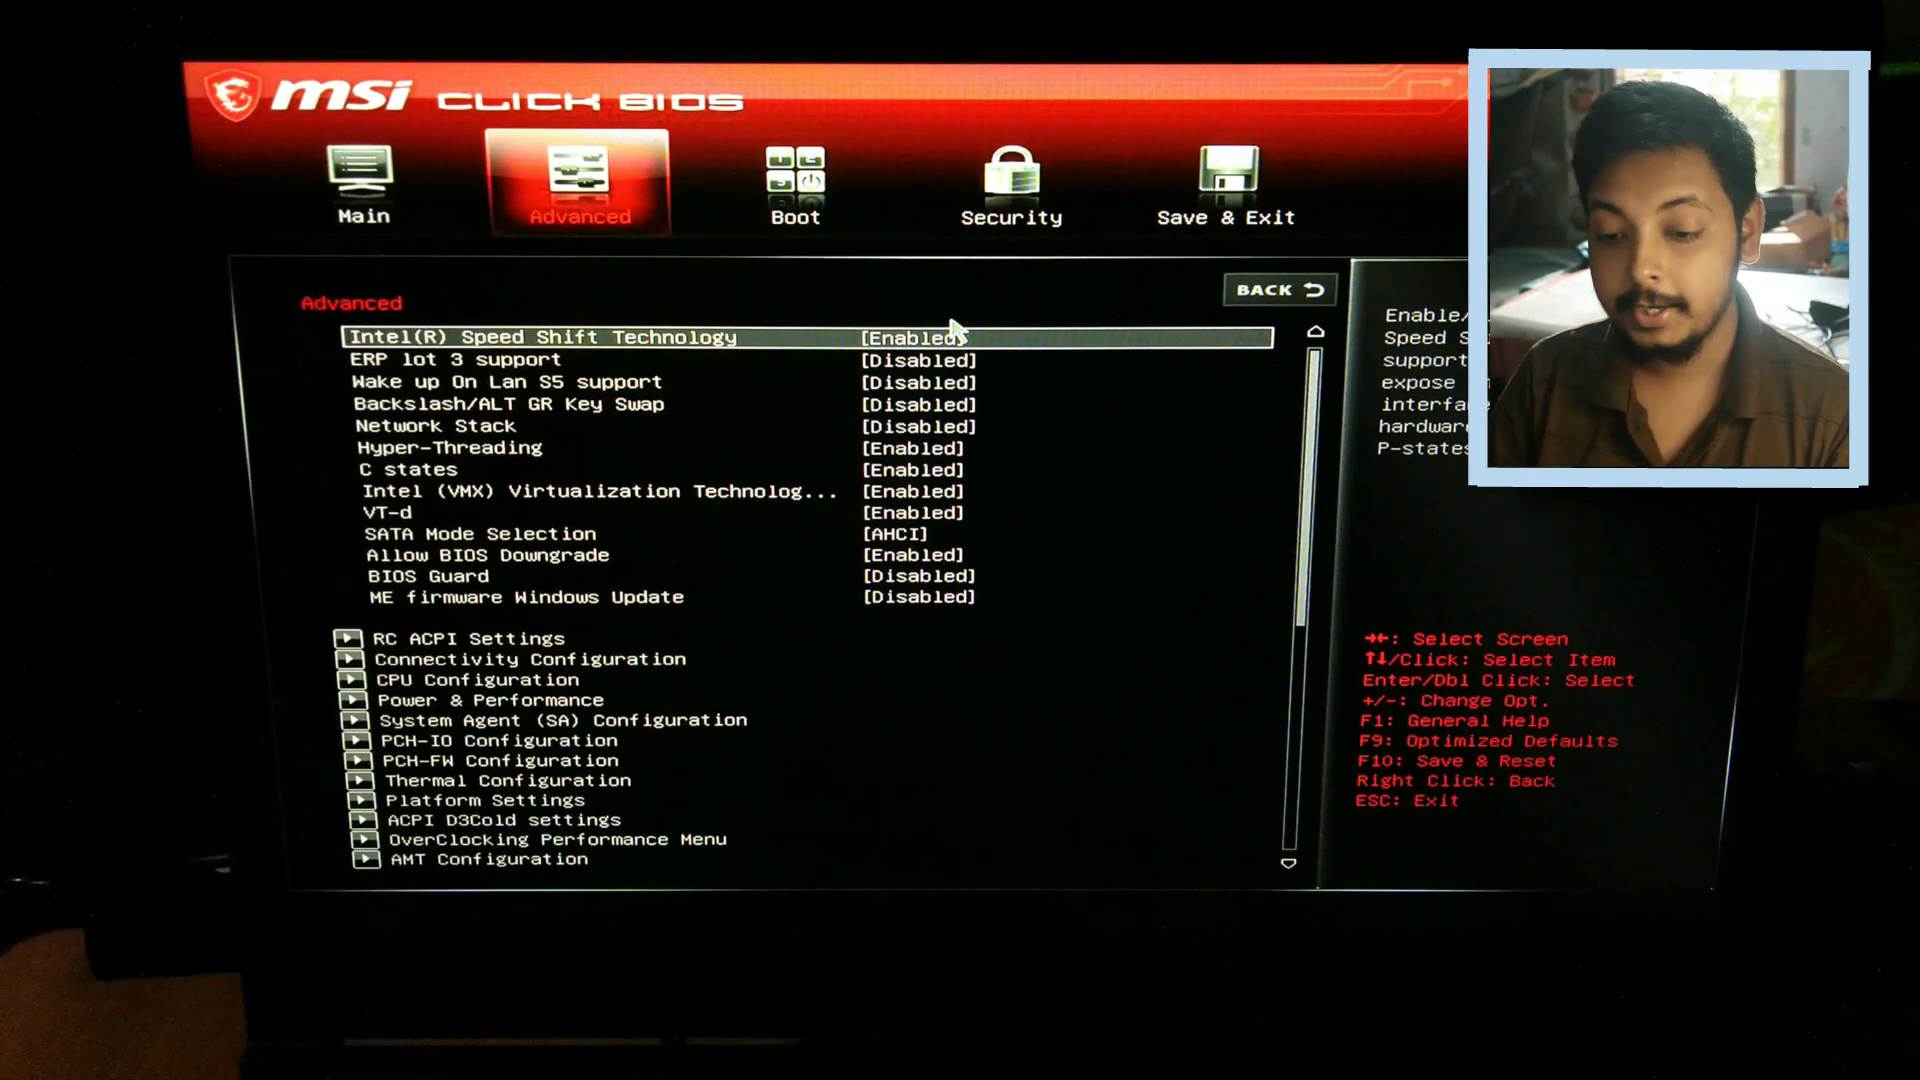 msi CLICK BIOS
Main
Advanced
Boot
Security
Save & Exit
BACK
Advanced
Intel(R) Speed Shift Technology [Enabled]
ERP lot 3 support [Disabled]
Wake up On Lan S5 support [Disabled]
Backslash/ALT GR Key Swap [Disabled]
Network Stack [Disabled]
Hyper-Threading [Enabled]
C states [Enabled]
Intel (VMX) Virtualization Technolog... [Enabled]
VT-d [Enabled]
SATA Mode Selection [AHCI]
Allow BIOS Downgrade [Enabled]
BIOS Guard [Disabled]
ME firmware Windows Update [Disabled]
RC ACPI Settings
Connectivity Configuration
CPU Configuration
Power & Performance
System Agent (SA) Configuration
PCH-IO Configuration
PCH-FW Configuration
Thermal Configuration
Platform Settings
ACPI D3Cold settings
OverClocking Performance Menu
AMT Configuration
Enable/
Speed S
support
expose
interfa
hardwar
P-states
→←: Select Screen
↑↓/Click: Select Item
Enter/Dbl Click: Select
+/-: Change Opt.
F1: General Help
F9: Optimized Defaults
F10: Save & Reset
Right Click: Back
ESC: Exit